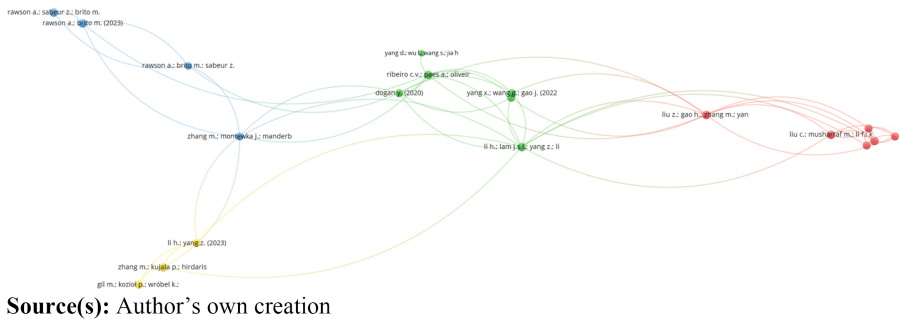 rawson a.; sabeur z.; brito m.
rawson a.; brito m. (2023)
yang d.; wu l.; wang s.; jia h
rawson a.; brito m.; sabeur z.
ribeiro c.v.; paes a.; oliveir
dogan y. (2020)
yang x.; wang g.; gao j. (2022
liu z.; gao h.; zhang m.; yan
zhang m.; montewka j.; manderb
liu c.; musharraf m.; li f.;
li h.; lam j.s.l.; yang z.; li
li h.; yang z. (2023)
zhang m.; kujala p.; hirdaris
gil m.; kozioł p.; wróbel k.;
Source(s): Author's own creation